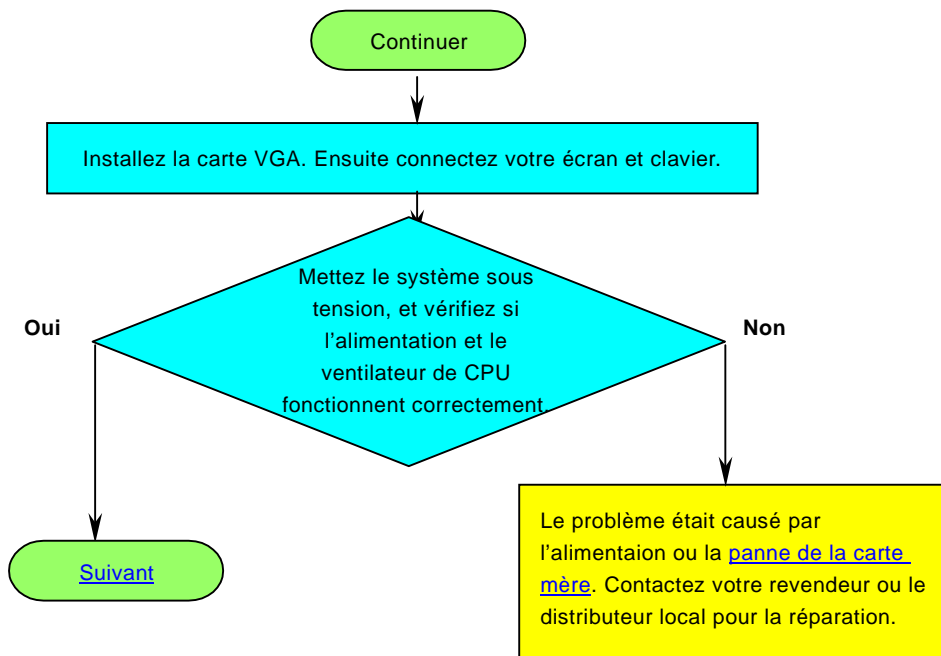 Continuer
Installez la carte VGA. Ensuite connectez votre écran et clavier.
Mettez le système sous
tension, et vérifiez si
l'alimentation et le
ventilateur de CPU
fonctionnent correctement.
Oui
Non
Suivant
Le problème était causé par
l'alimentaion ou la panne de la carte
mère. Contactez votre revendeur ou le
distributeur local pour la réparation.